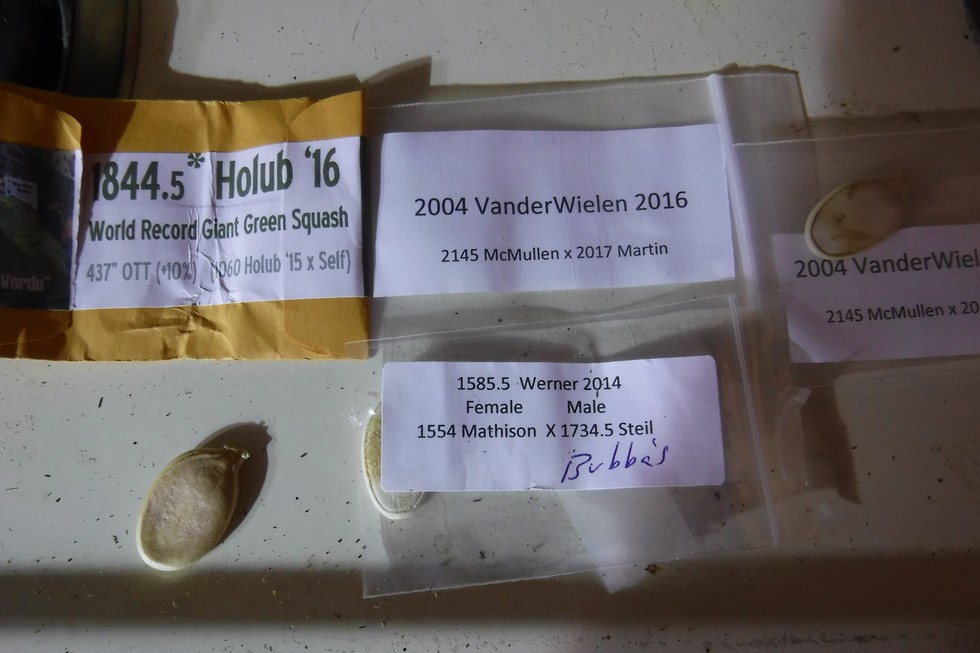 Verde™
1844.5* Holub '16
World Record Giant Green Squash
437" OTT (+10%) (1060 Holub '15 x Self)
2004 VanderWielen 2016
2145 McMullen x 2017 Martin
2004 VanderWiel
2145 McMullen x 20
1585.5 Werner 2014
Female Male
1554 Mathison X 1734.5 Steil
Bubba's